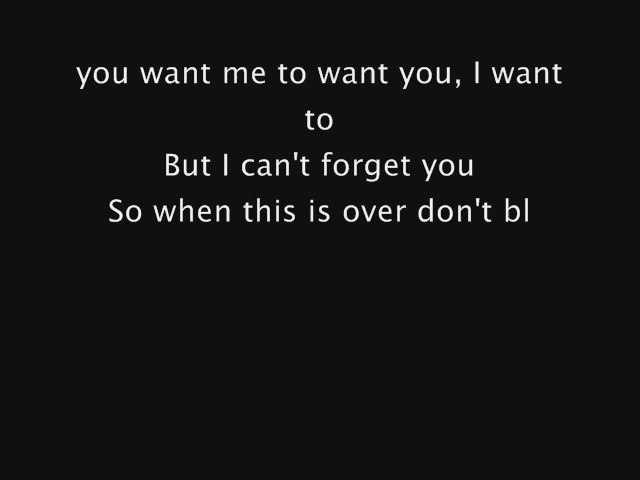 you want me to want you, I want
to
But I can't forget you
So when this is over don't bl